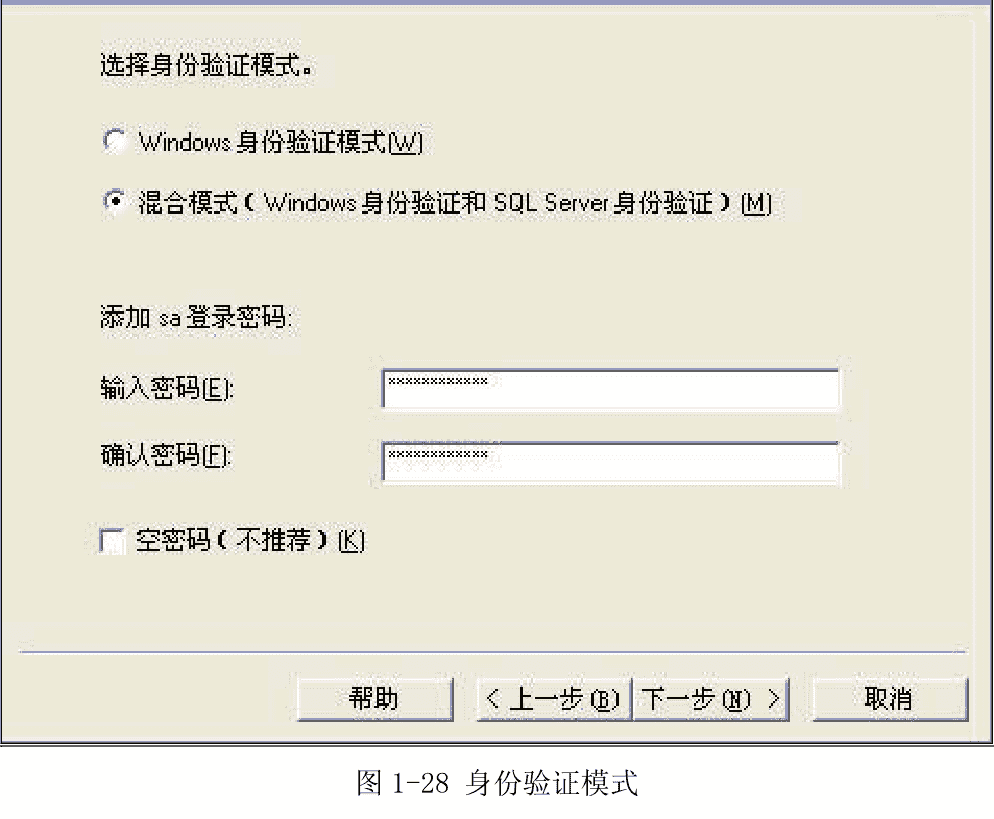 选择身份验证模式。
Windows 身份验证模式(W)
混合模式(Windows 身份验证和 SQL Server 身份验证)(M)
添加 sa 登录密码:
输入密码(E):
************
确认密码(F):
************
空密码(不推荐)(K)
帮助
< 上一步(B)
下一步(N) >
取消
图 1-28 身份验证模式